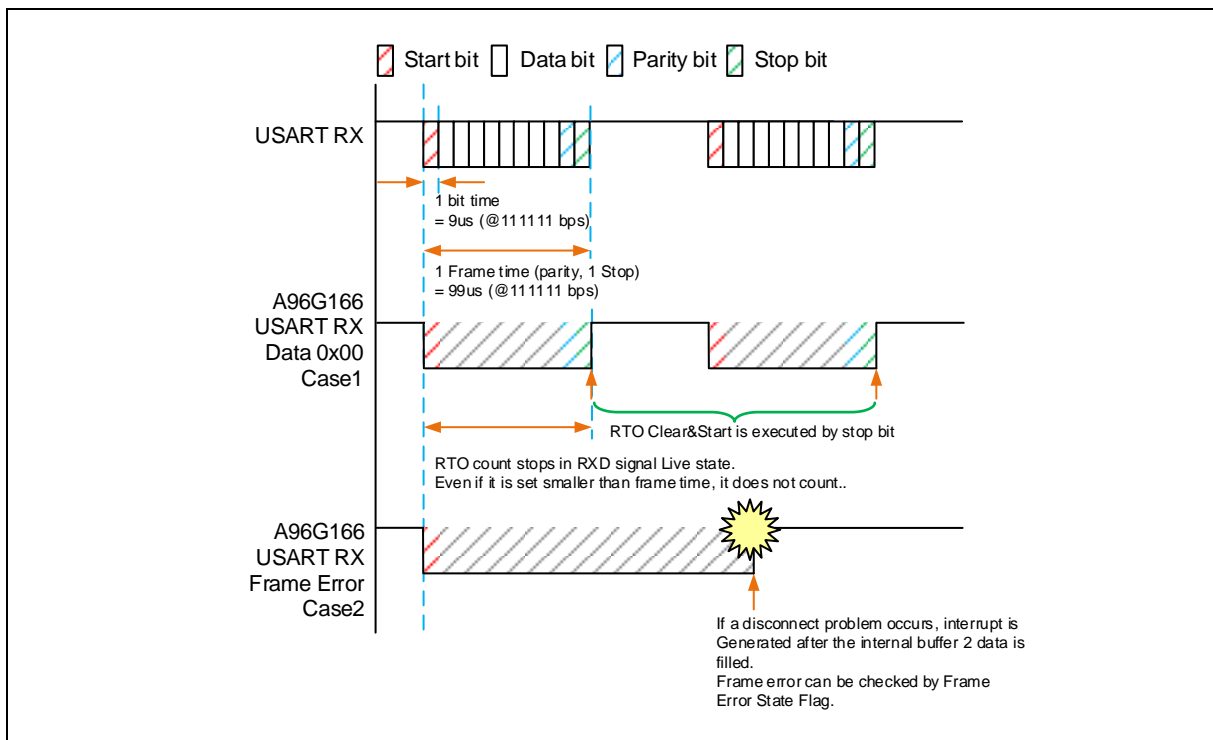 Start bit Data bit Parity bit Stop bit
USART RX
1 bit time
= 9us (@111111 bps)
1 Frame time (parity, 1 Stop)
= 99us (@111111 bps)
A96G166
USART RX
Data 0x00
Case1
RTO Clear&Start is executed by stop bit
RTO count stops in RXD signal Live state.
Even if it is set smaller than frame time, it does not count..
A96G166
USART RX
Frame Error
Case2
If a disconnect problem occurs, interrupt is
Generated after the internal buffer 2 data is
filled.
Frame error can be checked by Frame
Error State Flag.